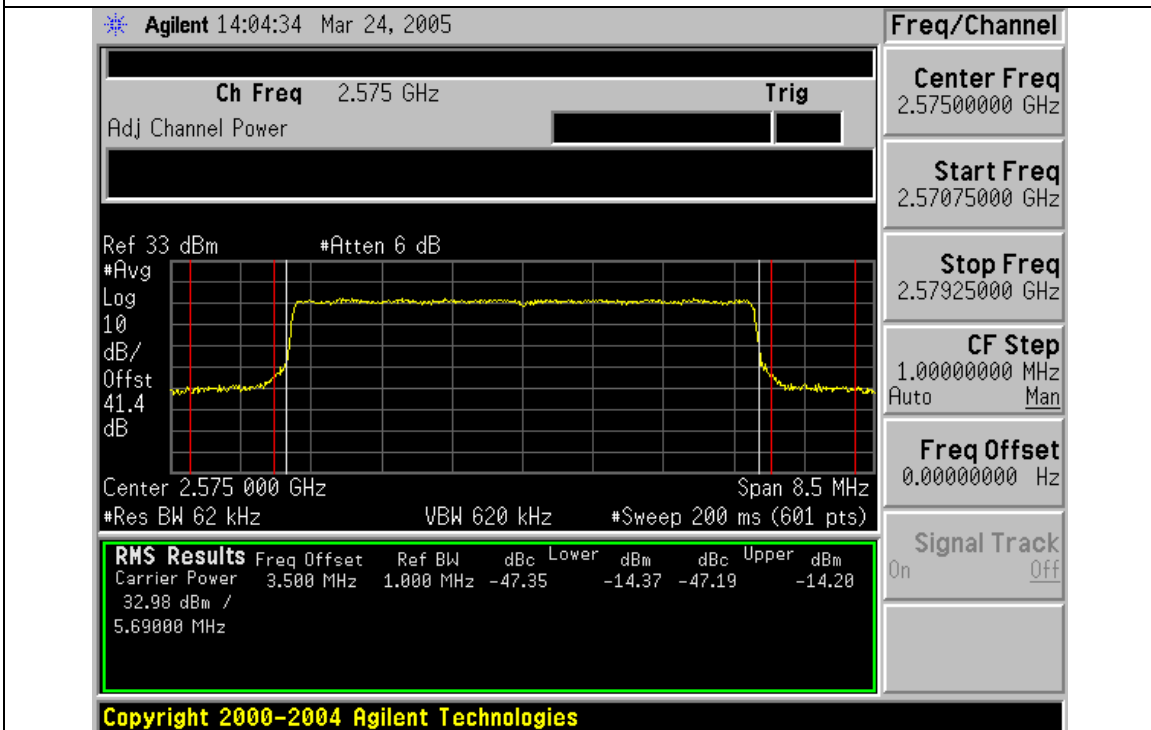 Agilent 14:04:34 Mar 24, 2005
Freq/Channel
Ch Freq 2.575 GHz Trig
Adj Channel Power
Center Freq
2.57500000 GHz
Start Freq
2.57075000 GHz
Stop Freq
2.57925000 GHz
CF Step
1.00000000 MHz
Auto Man
Freq Offset
0.00000000 Hz
Signal Track
On Off
Ref 33 dBm #Atten 6 dB
#Avg
Log
10
dB/
Offst
41.4
dB
Center 2.575 000 GHz Span 8.5 MHz
#Res BW 62 kHz VBW 620 kHz #Sweep 200 ms (601 pts)
RMS Results Freq Offset Ref BW dBc Lower dBm dBc Upper dBm
Carrier Power 3.500 MHz 1.000 MHz -47.35 -14.37 -47.19 -14.20
32.98 dBm /
5.69000 MHz
Copyright 2000-2004 Agilent Technologies